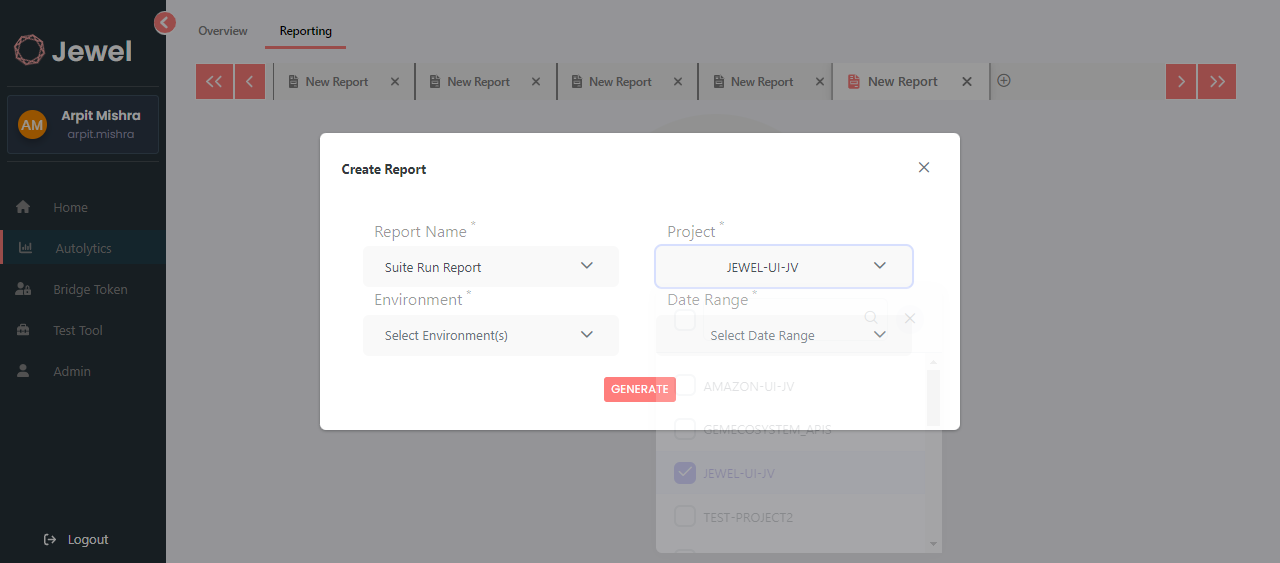 Jewel
AM
Arpit Mishra
arpit.mishra
Home
Autolytics
Bridge Token
Test Tool
Admin
Logout
Overview
Reporting
New Report
New Report
New Report
New Report
New Report
Create Report
Report Name *
Project *
Suite Run Report
JEWEL-UI-JV
Environment *
Date Range *
Select Environment(s)
Select Date Range
GENERATE
AMAZON-UI-JV
GEMECOSYSTEM_APIS
JEWEL-UI-JV
TEST-PROJECT2